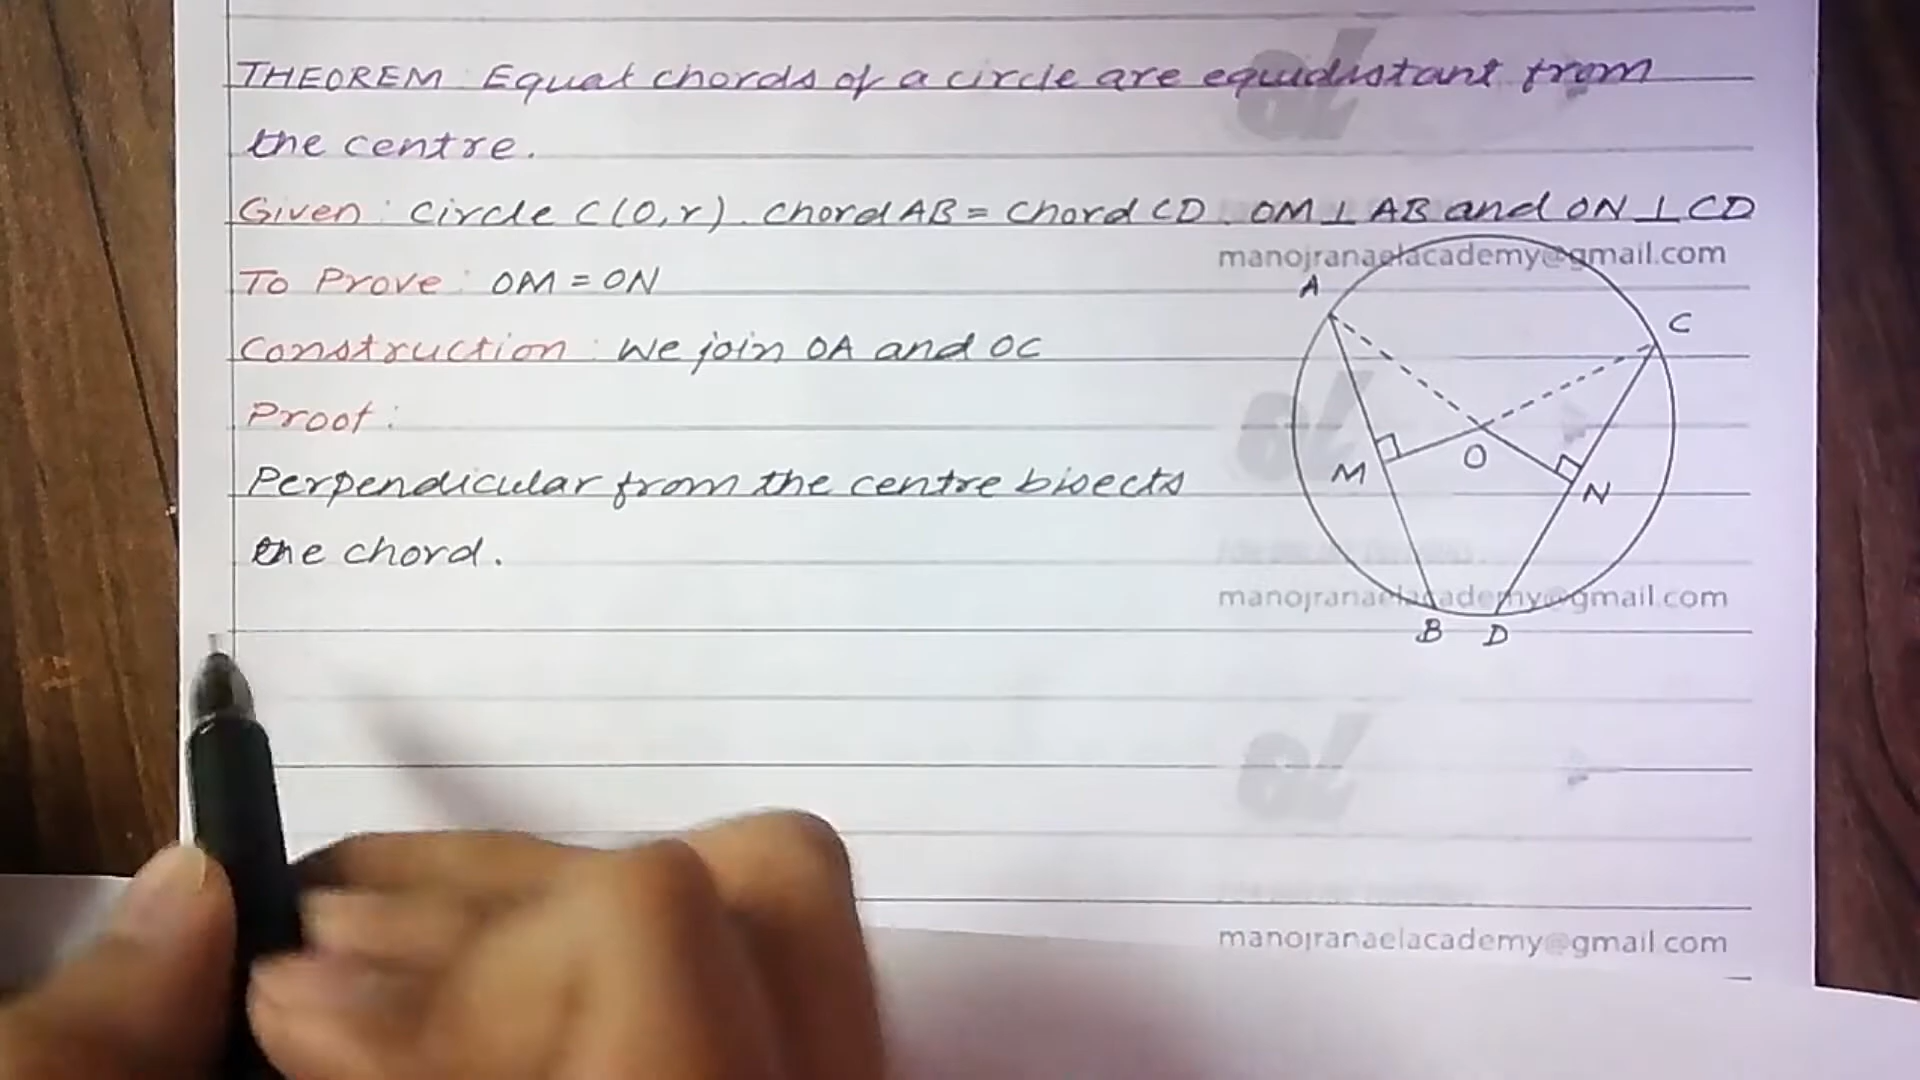 THEOREM : Equal chords of a circle are equidistant from
the centre.
Given : Circle C(O,r). Chord AB = Chord CD. OM ⊥ AB and ON ⊥ CD
manojranaelacademy@gmail.com
To Prove : OM = ON
A
C
Construction : We join OA and OC
Proof :
M
O
N
Perpendicular from the centre bisects
the chord.
manojranaelacademy@gmail.com
B D
manojranaelacademy@gmail.com